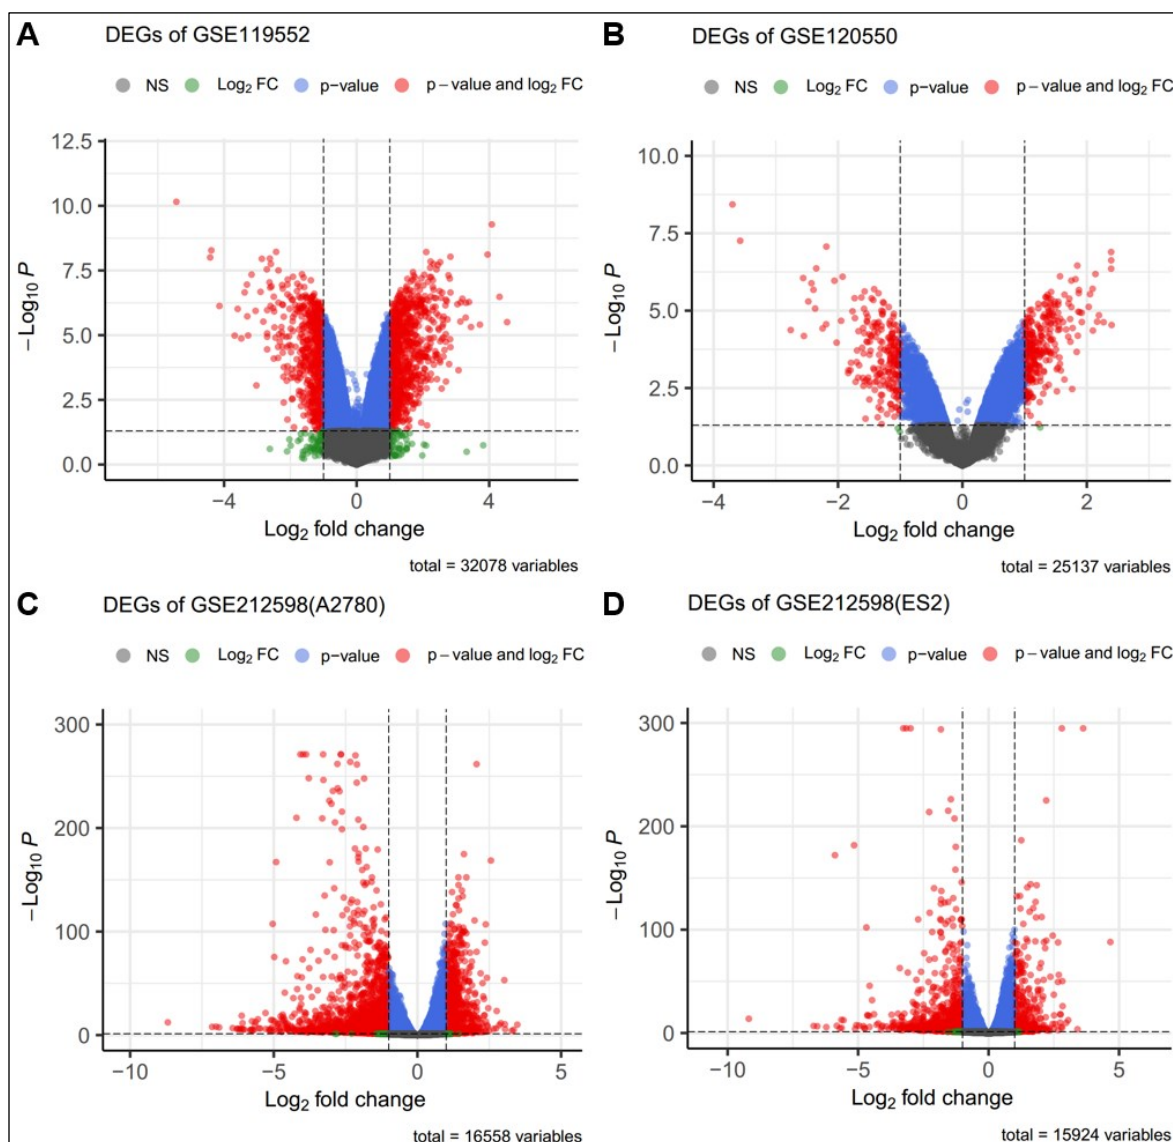 A DEGs of GSE119552
NS Log₂ FC p−value p − value and log₂ FC
12.5
10.0
7.5
5.0
2.5
0.0
−Log₁₀ P
−4 0 4
Log₂ fold change
total = 32078 variables
B DEGs of GSE120550
NS Log₂ FC p−value p − value and log₂ FC
10.0
7.5
5.0
2.5
0.0
−Log₁₀ P
−4 −2 0 2
Log₂ fold change
total = 25137 variables
C DEGs of GSE212598(A2780)
NS Log₂ FC p−value p − value and log₂ FC
300
200
100
0
−Log₁₀ P
−10 −5 0 5
Log₂ fold change
total = 16558 variables
D DEGs of GSE212598(ES2)
NS Log₂ FC p−value p − value and log₂ FC
300
200
100
0
−Log₁₀ P
−10 −5 0 5
Log₂ fold change
total = 15924 variables